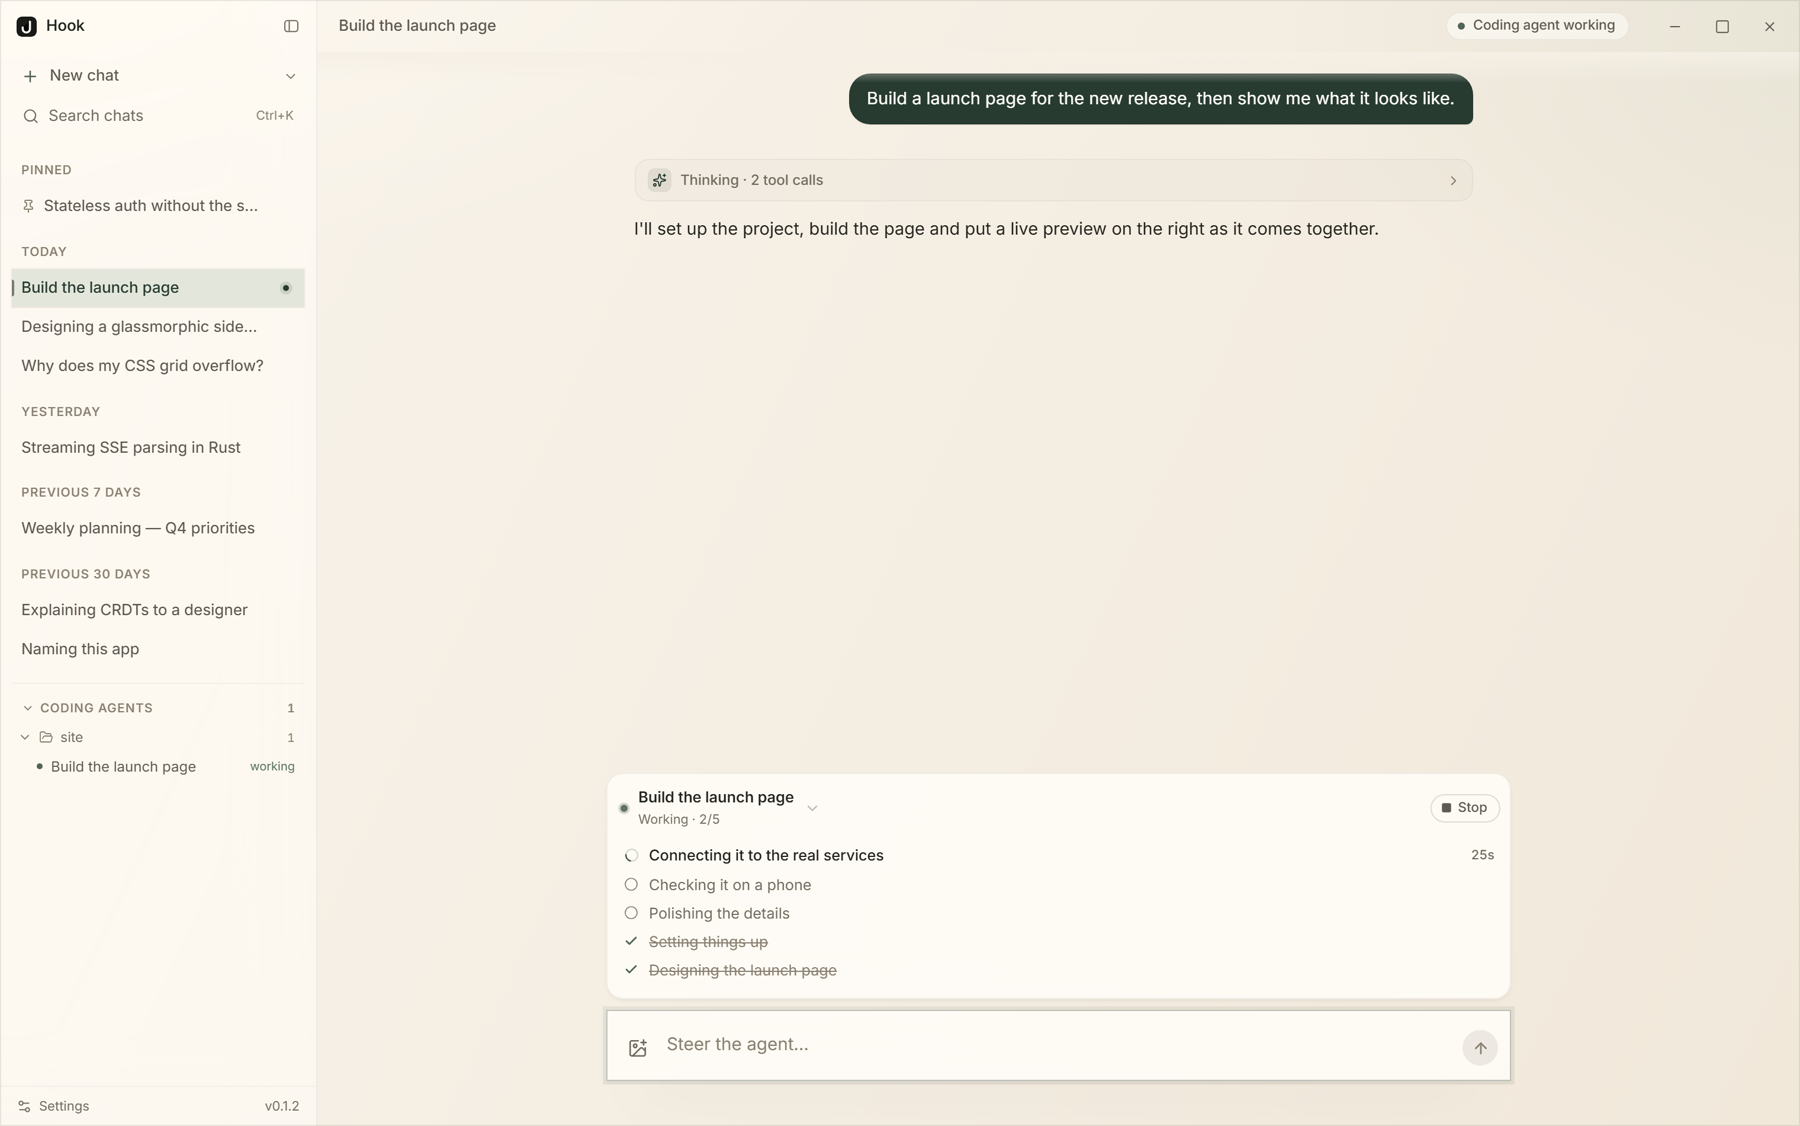 Hook
New chat
Search chats Ctrl+K
PINNED
Stateless auth without the s...
TODAY
Build the launch page
Designing a glassmorphic side...
Why does my CSS grid overflow?
YESTERDAY
Streaming SSE parsing in Rust
PREVIOUS 7 DAYS
Weekly planning — Q4 priorities
PREVIOUS 30 DAYS
Explaining CRDTs to a designer
Naming this app
CODING AGENTS 1
site 1
Build the launch page working
Settings v0.1.2
Build the launch page
Coding agent working
Build a launch page for the new release, then show me what it looks like.
Thinking · 2 tool calls
I'll set up the project, build the page and put a live preview on the right as it comes together.
Build the launch page
Working · 2/5
Stop
Connecting it to the real services 25s
Checking it on a phone
Polishing the details
Setting things up
Designing the launch page
Steer the agent...